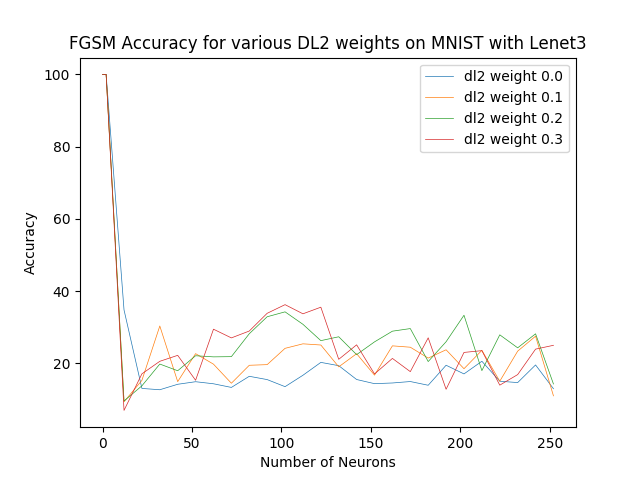 FGSM Accuracy for various DL2 weights on MNIST with Lenet3
100
80
60
40
20
Accuracy
dl2 weight 0.0
dl2 weight 0.1
dl2 weight 0.2
dl2 weight 0.3
0
50
100
150
200
250
Number of Neurons